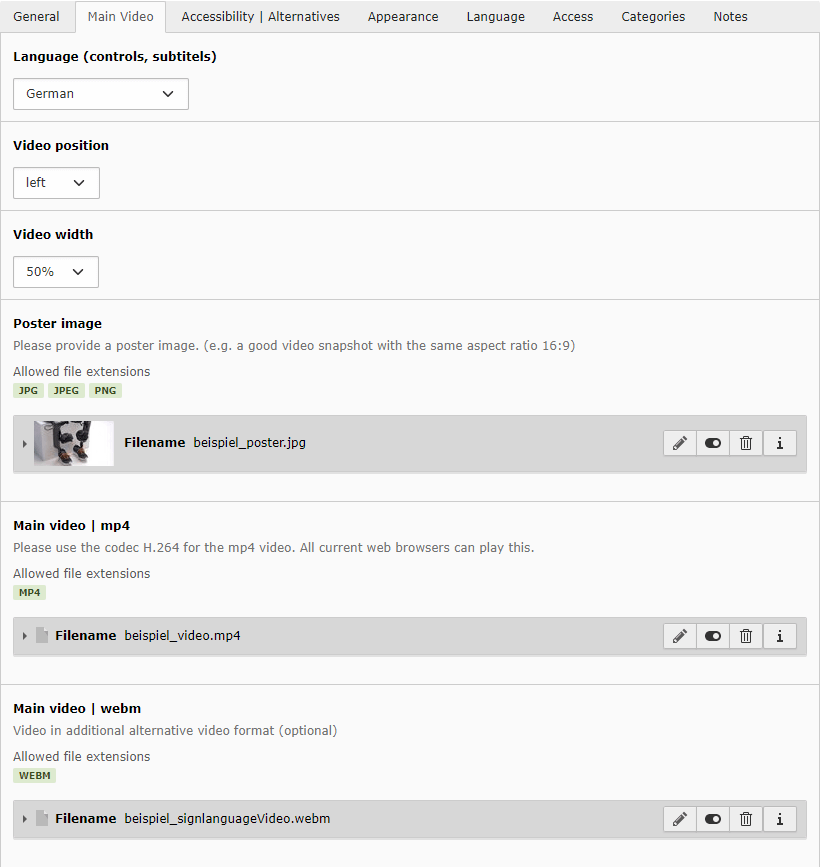 General Main Video Accessibility | Alternatives Appearance Language Access Categories Notes
Language (controls, subtitels)
German
Video position
left
Video width
50%
Poster image
Please provide a poster image. (e.g. a good video snapshot with the same aspect ratio 16:9)
Allowed file extensions
JPG JPEG PNG
Filename beispiel_poster.jpg
Main video | mp4
Please use the codec H.264 for the mp4 video. All current web browsers can play this.
Allowed file extensions
MP4
Filename beispiel_video.mp4
Main video | webm
Video in additional alternative video format (optional)
Allowed file extensions
WEBM
Filename beispiel_signlanguageVideo.webm